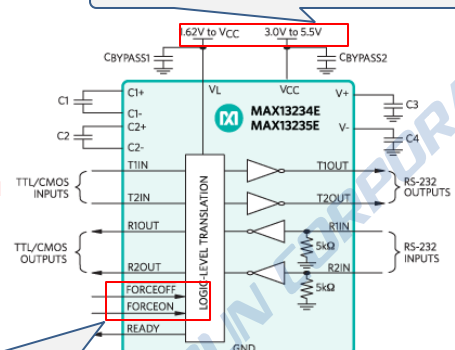 1.62V to VCC 3.0V to 5.5V
CBYPASS1 CBYPASS2
VL VCC
C1+ V+
C1 C3
C1- MAX13234E
C2+ MAX13235E
C2 V- C4
C2-
T1IN T1OUT
TTL/CMOS INPUTS RS-232 OUTPUTS
T2IN T2OUT
LOGIC-LEVEL TRANSLATION
R1OUT R1IN
5kΩ
TTL/CMOS OUTPUTS RS-232 INPUTS
R2OUT R2IN
5kΩ
FORCEOFF
FORCEON
READY
GND